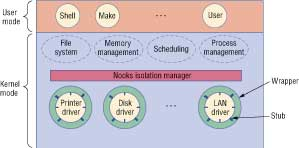 User
mode
Shell
Make
...
User
Kernel
mode
File
system
Memory
management
Scheduling
Process
management
Nooks isolation manager
Printer
driver
Disk
driver
...
LAN
driver
Wrapper
Stub